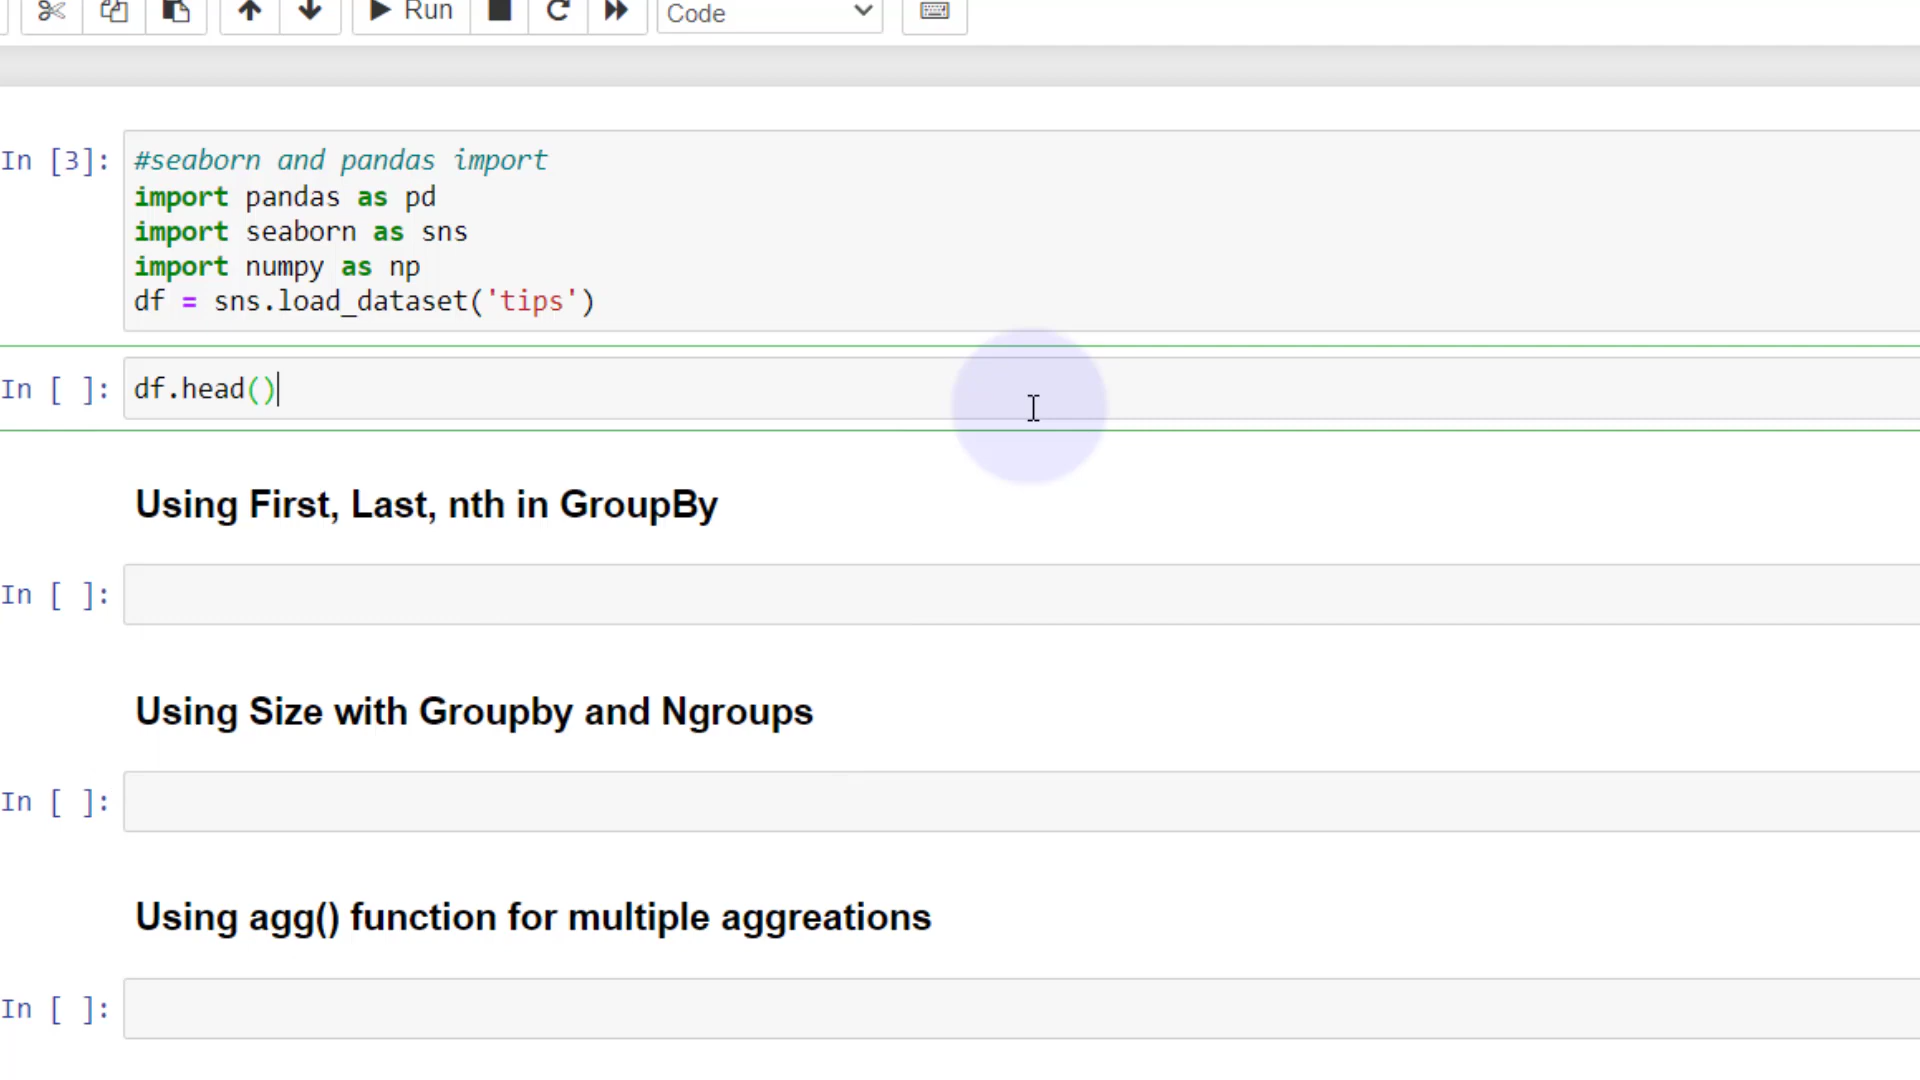 Run
Code
In [3]:
#seaborn and pandas import
import pandas as pd
import seaborn as sns
import numpy as np
df = sns.load_dataset('tips')
In [ ]:
df.head()
Using First, Last, nth in GroupBy
In [ ]:
Using Size with Groupby and Ngroups
In [ ]:
Using agg() function for multiple aggreations
In [ ]: